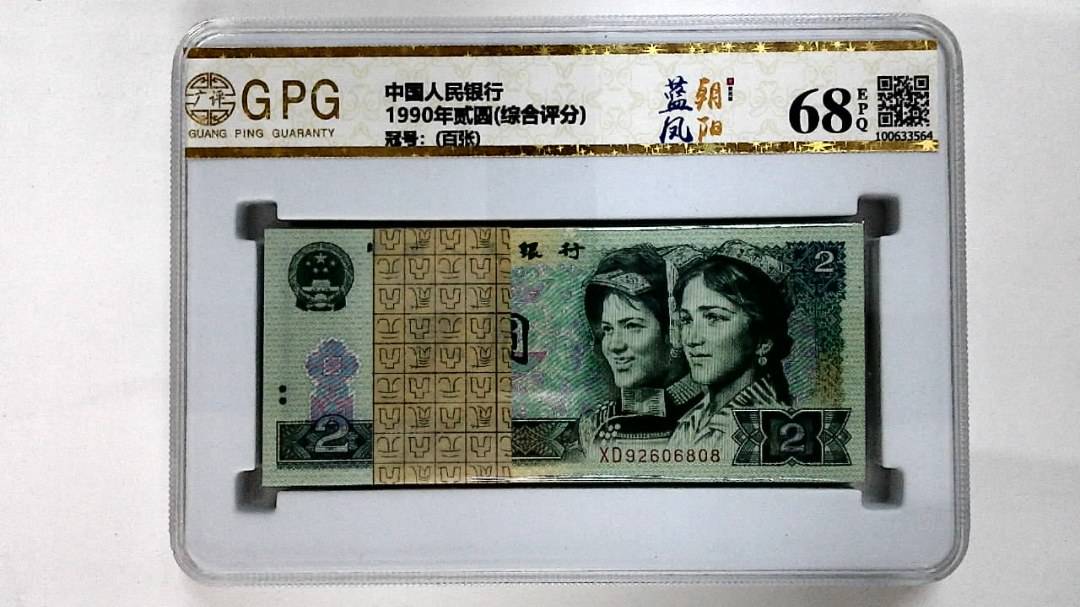 GPG
GUANG PING GUARANTY
中国人民银行
1990年贰圆(综合评分)
冠号：(百张)
蓝凤
朝阳
68
EPQ
100633564
银行
2
2
2
XD92606808